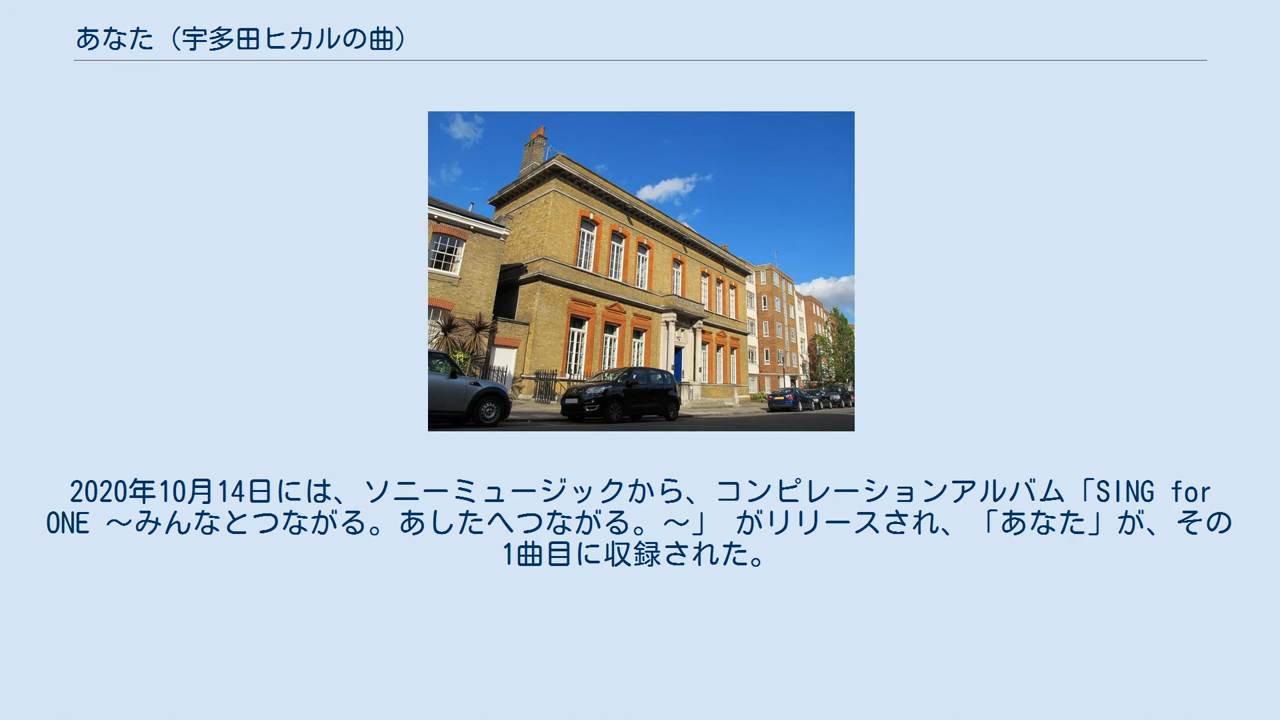 あなた（宇多田ヒカルの曲）
2020年10月14日には、ソニーミュージックから、コンピレーションアルバム「SING for
ONE ～みんなとつながる。あしたへつながる。～」 がリリースされ、「あなた」が、その
1曲目に収録された。